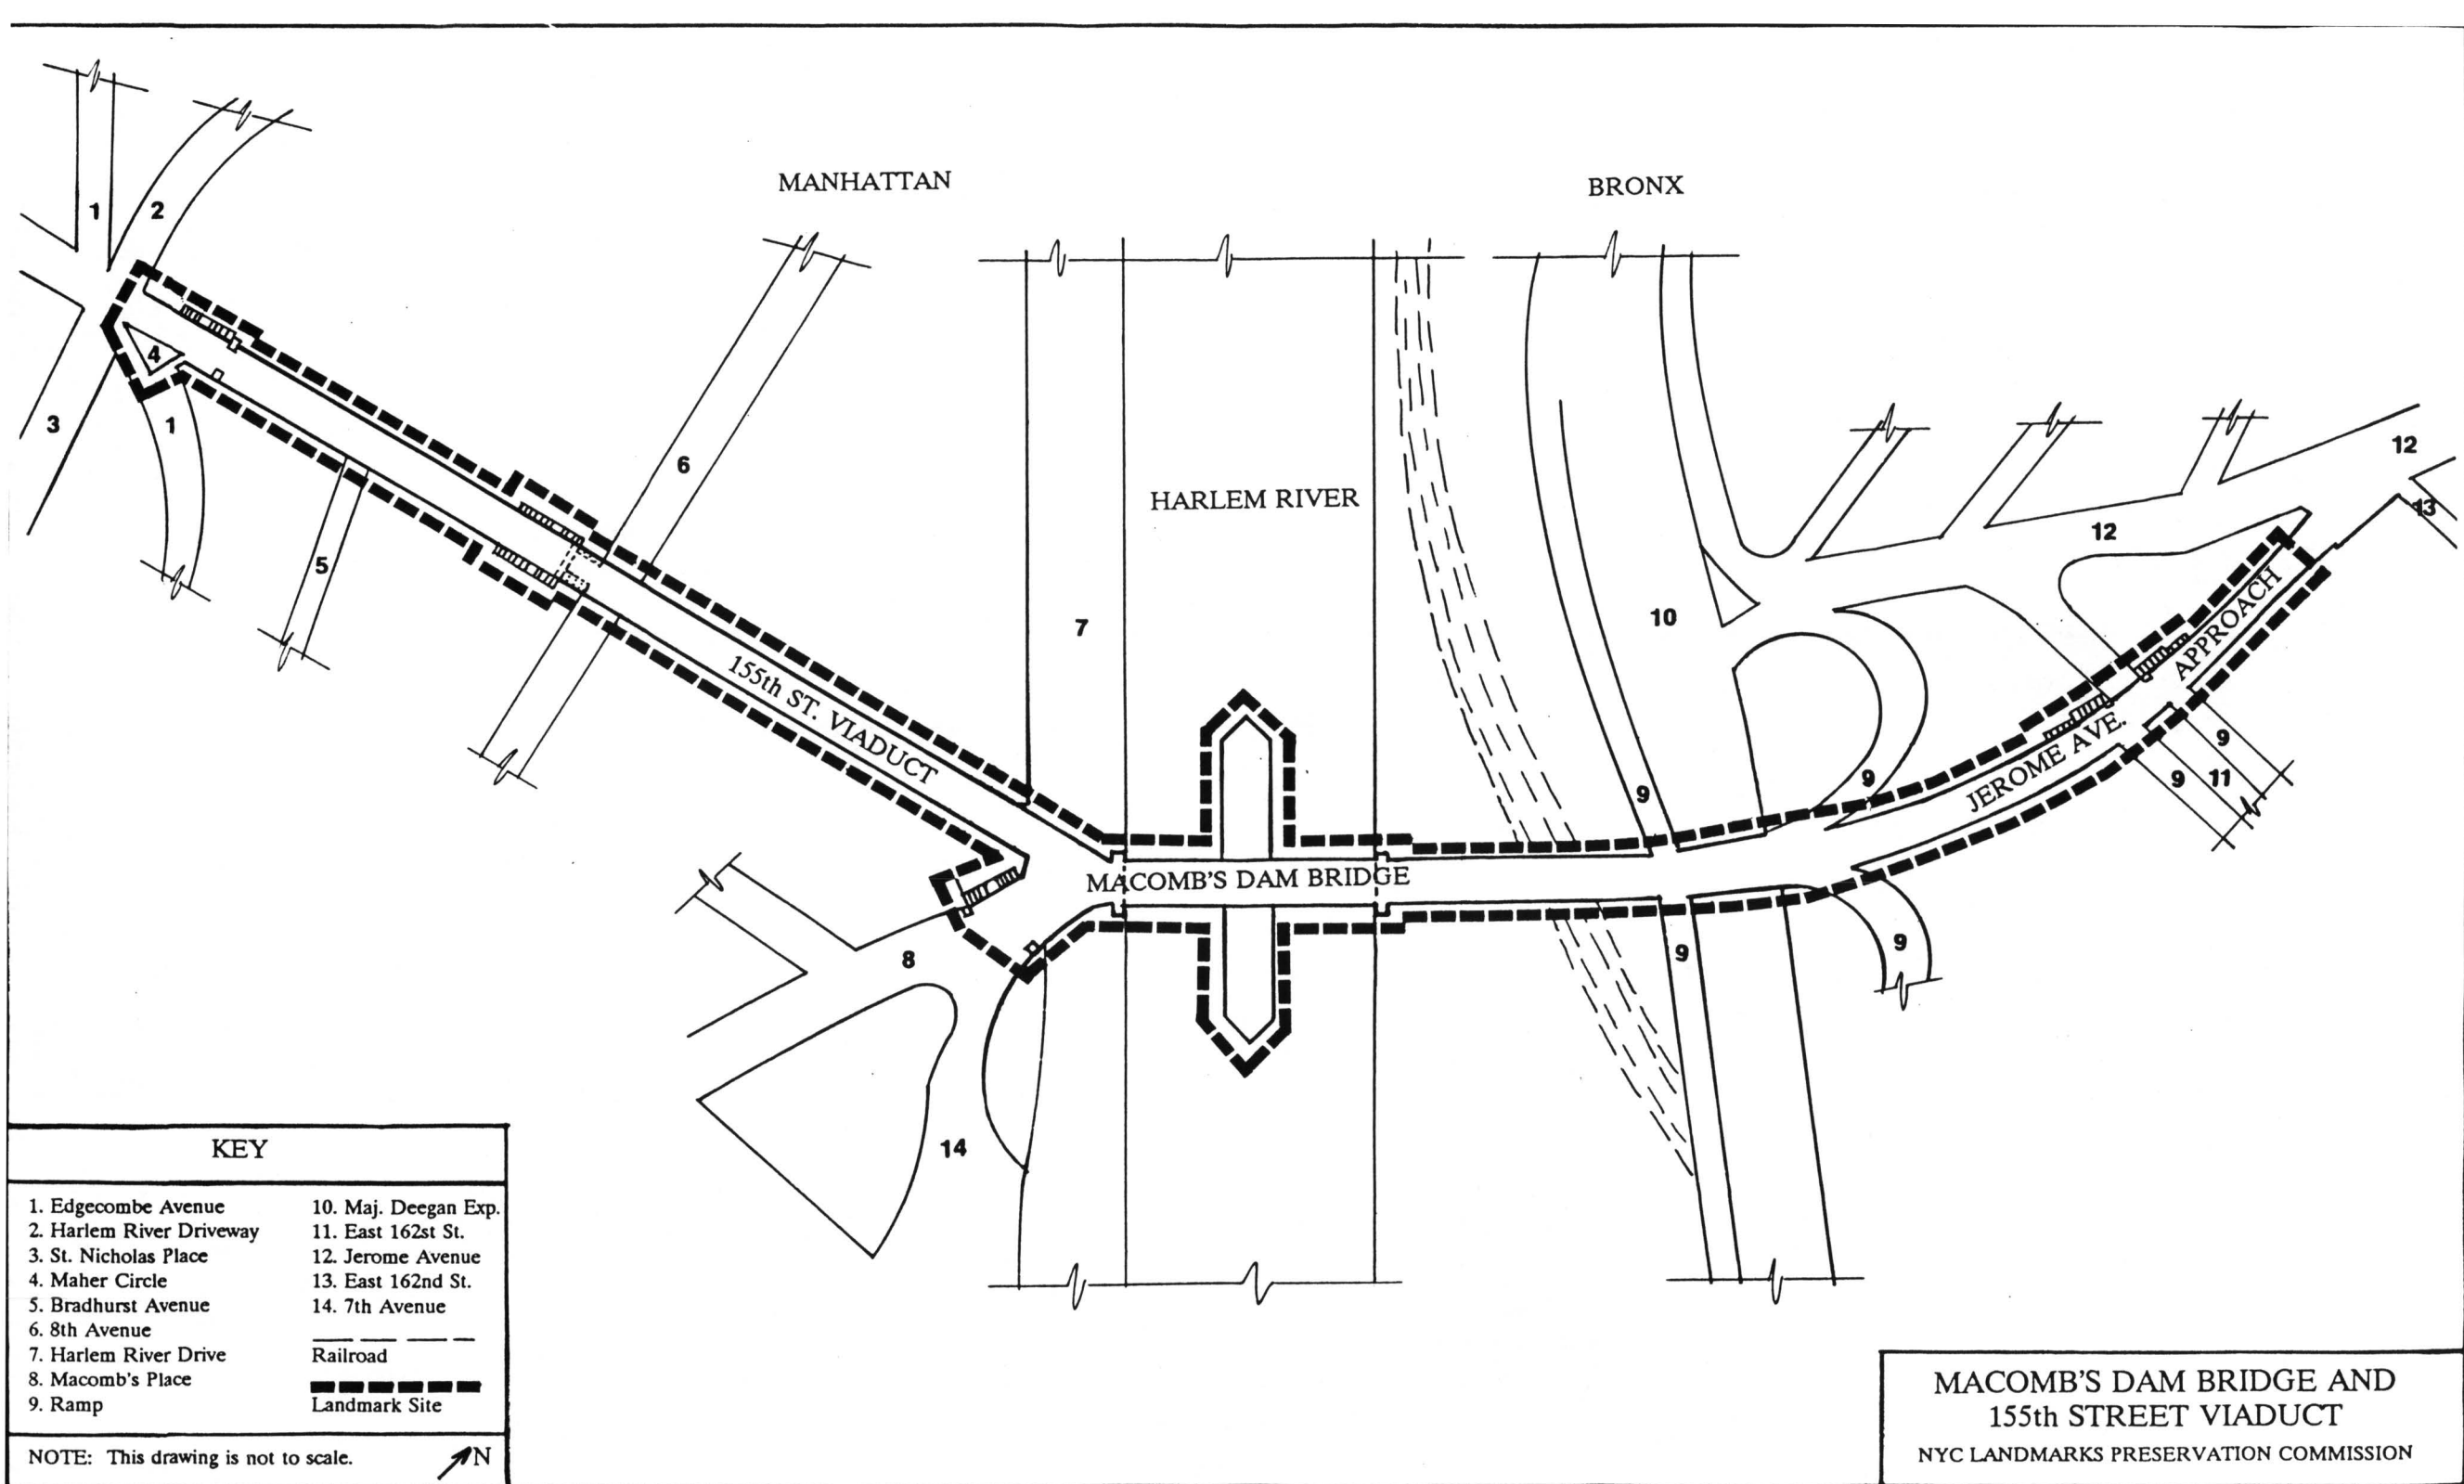 MANHATTAN
BRONX
1
2
3
4
1
5
6
7
HARLEM RIVER
10
12
12
13
155th ST. VIADUCT
MACOMB'S DAM BRIDGE
JEROME AVE. APPROACH
9
9
9
9
11
9
9
8
14
KEY
1. Edgecombe Avenue
2. Harlem River Driveway
3. St. Nicholas Place
4. Maher Circle
5. Bradhurst Avenue
6. 8th Avenue
7. Harlem River Drive
8. Macomb's Place
9. Ramp
10. Maj. Deegan Exp.
11. East 162st St.
12. Jerome Avenue
13. East 162nd St.
14. 7th Avenue
Railroad
Landmark Site
NOTE: This drawing is not to scale.
N
MACOMB'S DAM BRIDGE AND
155th STREET VIADUCT
NYC LANDMARKS PRESERVATION COMMISSION